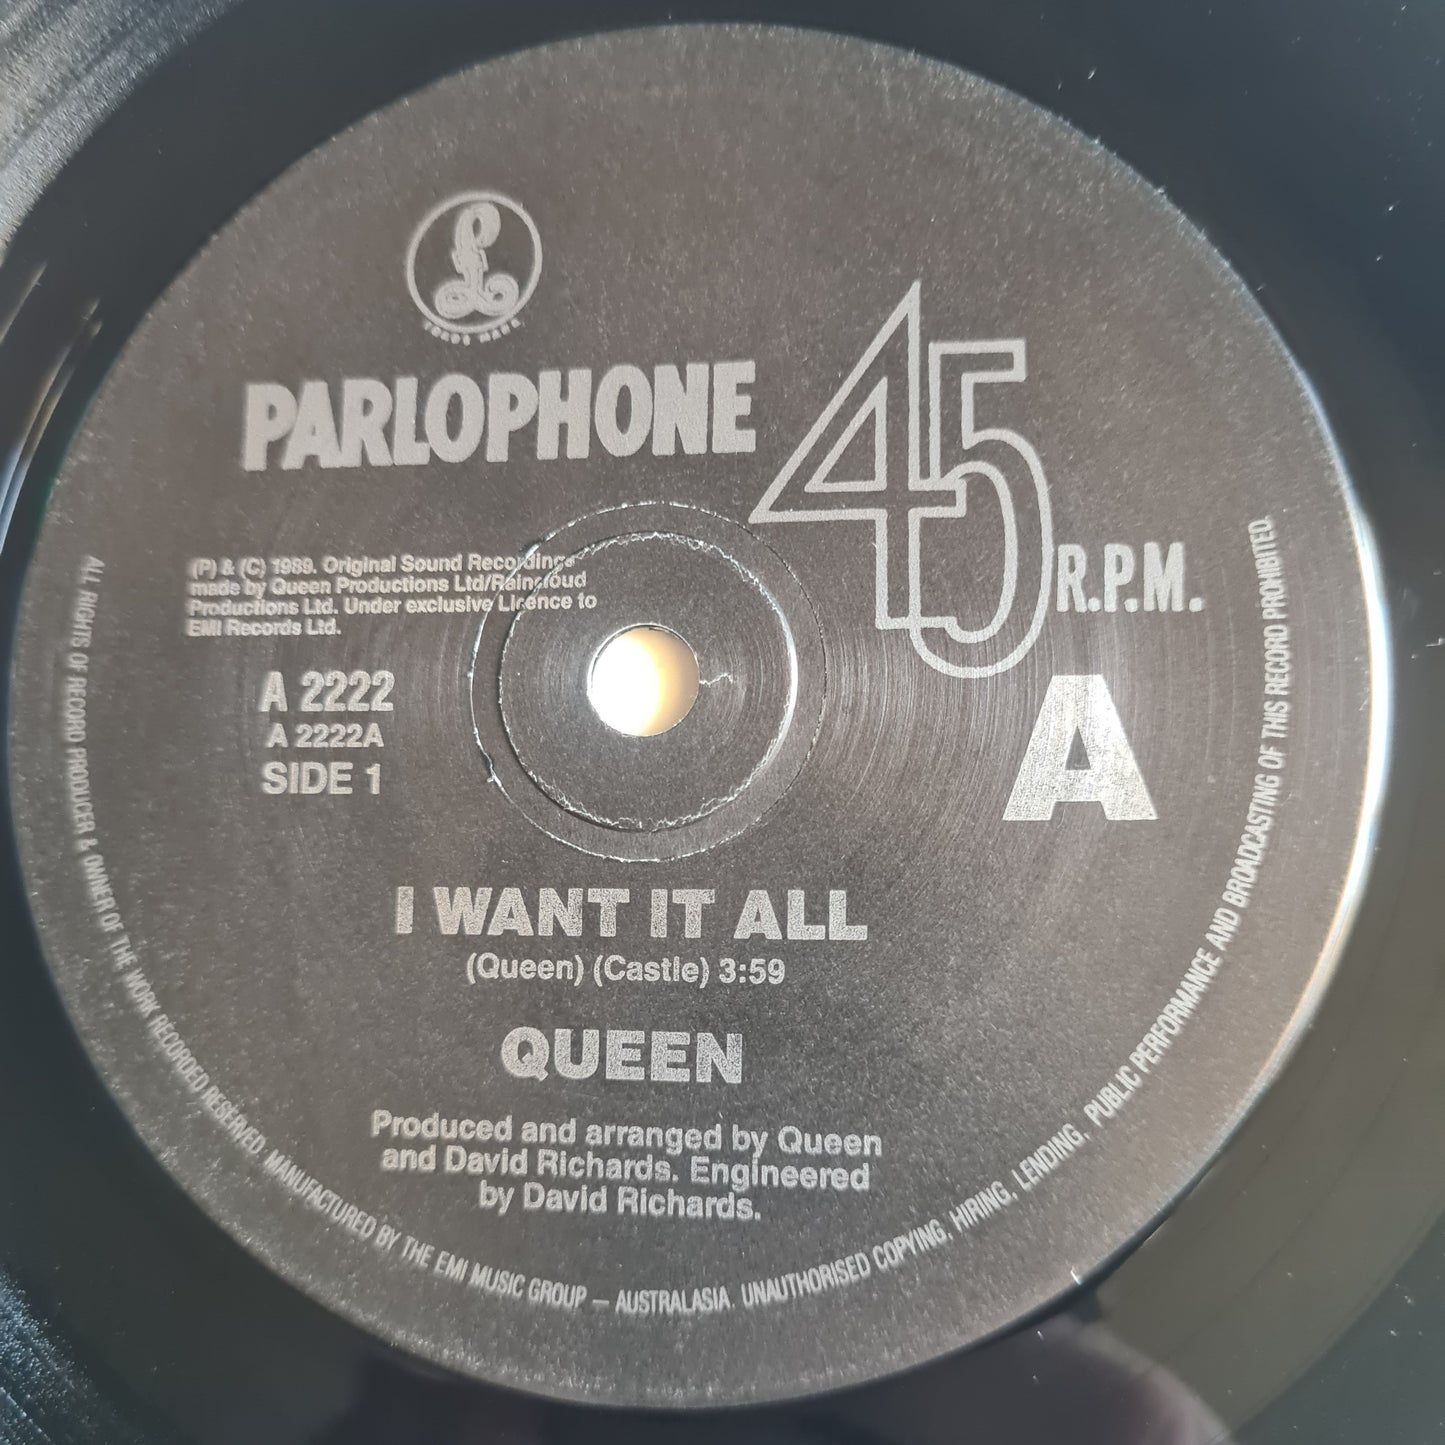 TRADE MARK
PARLOPHONE
45
R.P.M.
(P) & (C) 1989. Original Sound Recordings
made by Queen Productions Ltd/Raincloud
Productions Ltd. Under exclusive Licence to
EMI Records Ltd.
A 2222
A 2222A
SIDE 1
A
I WANT IT ALL
(Queen) (Castle) 3:59
QUEEN
Produced and arranged by Queen
and David Richards. Engineered
by David Richards.
ALL RIGHTS OF RECORD PRODUCER & OWNER OF THE WORK RECORDED RESERVED. MANUFACTURED BY THE EMI MUSIC GROUP – AUSTRALASIA. UNAUTHORISED COPYING, HIRING, LENDING, PUBLIC PERFORMANCE AND BROADCASTING OF THIS RECORD PROHIBITED.